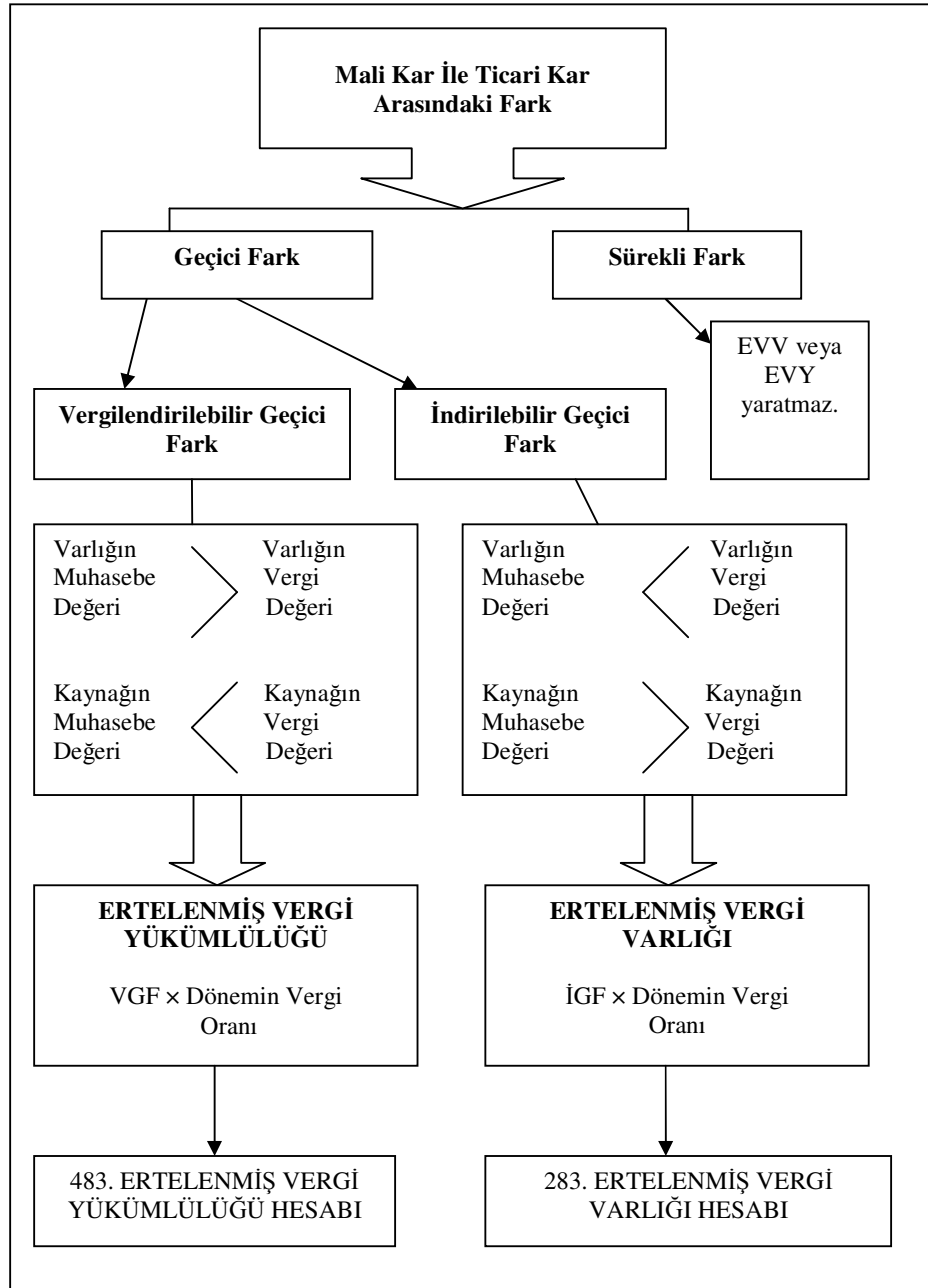 Mali Kar İle Ticari Kar
Arasındaki Fark
Geçici Fark
Sürekli Fark
EVV veya
EVY
yaratmaz.
Vergilendirilebilir Geçici
Fark
İndirilebilir Geçici
Fark
Varlığın
Muhasebe
Değeri
Varlığın
Vergi
Değeri
Kaynağın
Muhasebe
Değeri
Kaynağın
Vergi
Değeri
Varlığın
Muhasebe
Değeri
Varlığın
Vergi
Değeri
Kaynağın
Muhasebe
Değeri
Kaynağın
Vergi
Değeri
ERTELENMİŞ VERGİ
YÜKÜMLÜLÜĞÜ
VGF × Dönemin Vergi
Oranı
ERTELENMİŞ VERGİ
VARLIĞI
İGF × Dönemin Vergi
Oranı
483. ERTELENMİŞ VERGİ
YÜKÜMLÜLÜĞÜ HESABI
283. ERTELENMİŞ VERGİ
VARLIĞI HESABI